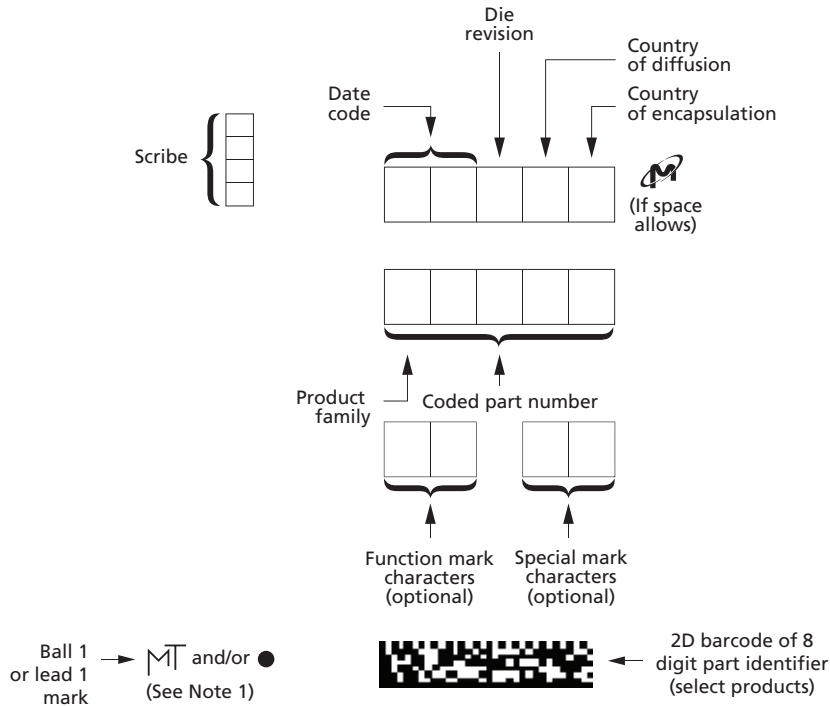 Die
revision
Country
of diffusion
Date
code
Country
of encapsulation
Scribe
M
(If space
allows)
Product
family
Coded part number
Function mark
characters
(optional)
Special mark
characters
(optional)
Ball 1
or lead 1
mark
MT and/or
(See Note 1)
2D barcode of 8
digit part identifier
(select products)